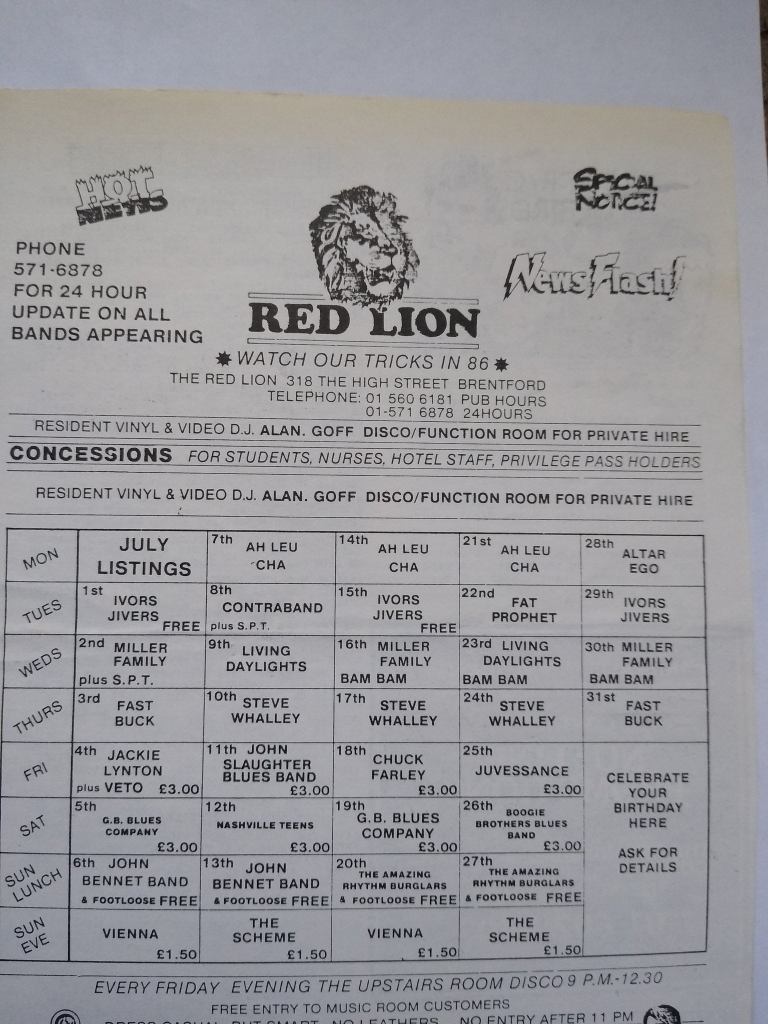 HOT NEWS
SPECIAL NOTICE!
News Flash!
PHONE
571-6878
FOR 24 HOUR
UPDATE ON ALL
BANDS APPEARING
RED LION
WATCH OUR TRICKS IN 86
THE RED LION 318 THE HIGH STREET BRENTFORD
TELEPHONE: 01 560 6181 PUB HOURS
01-571 6878 24HOURS
RESIDENT VINYL & VIDEO D.J. ALAN. GOFF DISCO/FUNCTION ROOM FOR PRIVATE HIRE
CONCESSIONS FOR STUDENTS, NURSES, HOTEL STAFF, PRIVILEGE PASS HOLDERS
RESIDENT VINYL & VIDEO D.J. ALAN. GOFF DISCO/FUNCTION ROOM FOR PRIVATE HIRE
MON
JULY
LISTINGS
7th AH LEU
CHA
14th AH LEU
CHA
21st AH LEU
CHA
28th ALTAR
EGO
TUES
1st IVORS
JIVERS
FREE
8th CONTRABAND
plus S.P.T.
15th IVORS
JIVERS
FREE
22nd FAT
PROPHET
29th IVORS
JIVERS
WEDS
2nd MILLER
FAMILY
plus S.P.T.
9th LIVING
DAYLIGHTS
16th MILLER
FAMILY
BAM BAM
23rd LIVING
DAYLIGHTS
BAM BAM
30th MILLER
FAMILY
BAM BAM
THURS
3rd FAST
BUCK
10th STEVE
WHALLEY
17th STEVE
WHALLEY
24th STEVE
WHALLEY
31st FAST
BUCK
FRI
4th JACKIE
LYNTON
plus VETO £3.00
11th JOHN
SLAUGHTER
BLUES BAND
£3.00
18th CHUCK
FARLEY
£3.00
25th
JUVESSANCE
£3.00
CELEBRATE
YOUR
BIRTHDAY
HERE
ASK FOR
DETAILS
SAT
5th
G.B. BLUES
COMPANY
£3.00
12th
NASHVILLE TEENS
£3.00
19th
G.B. BLUES
COMPANY
£3.00
26th BOOGIE
BROTHERS BLUES
BAND
£3.00
SUN
LUNCH
6th JOHN
BENNET BAND
& FOOTLOOSE FREE
13th JOHN
BENNET BAND
& FOOTLOOSE FREE
20th
THE AMAZING
RHYTHM BURGLARS
& FOOTLOOSE FREE
27th
THE AMAZING
RHYTHM BURGLARS
& FOOTLOOSE FREE
SUN
EVE
VIENNA
£1.50
THE
SCHEME
£1.50
VIENNA
£1.50
THE
SCHEME
£1.50
EVERY FRIDAY EVENING THE UPSTAIRS ROOM DISCO 9 P.M.-12.30
FREE ENTRY TO MUSIC ROOM CUSTOMERS
DRESS CASUAL BUT SMART NO LEATHERS NO ENTRY AFTER 11 PM